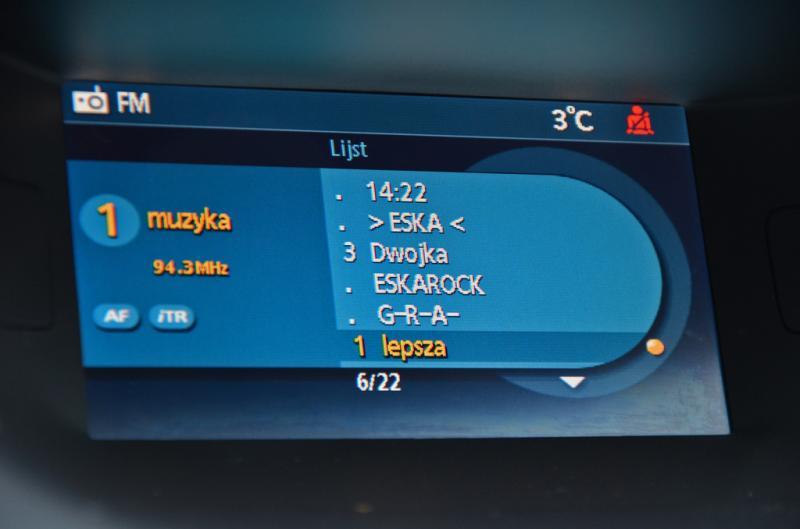 FM
3°C
Lijst
1 muzyka
94.3MHz
AF iTR
. 14:22
. >ESKA<
3 Dwojka
. ESKAROCK
. G-R-A-
1 lepsza
6/22